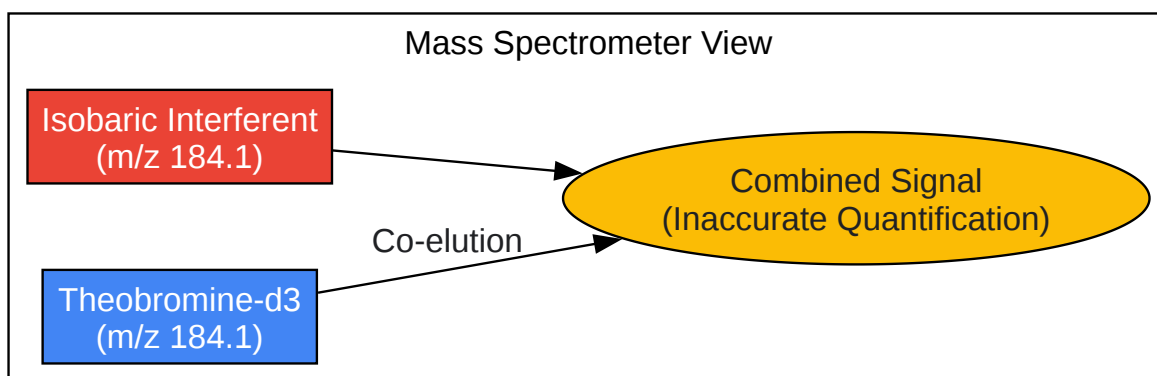 Mass Spectrometer View
Isobaric Interferent
(m/z 184.1)
Combined Signal
(Inaccurate Quantification)
Co-elution
Theobromine-d3
(m/z 184.1)